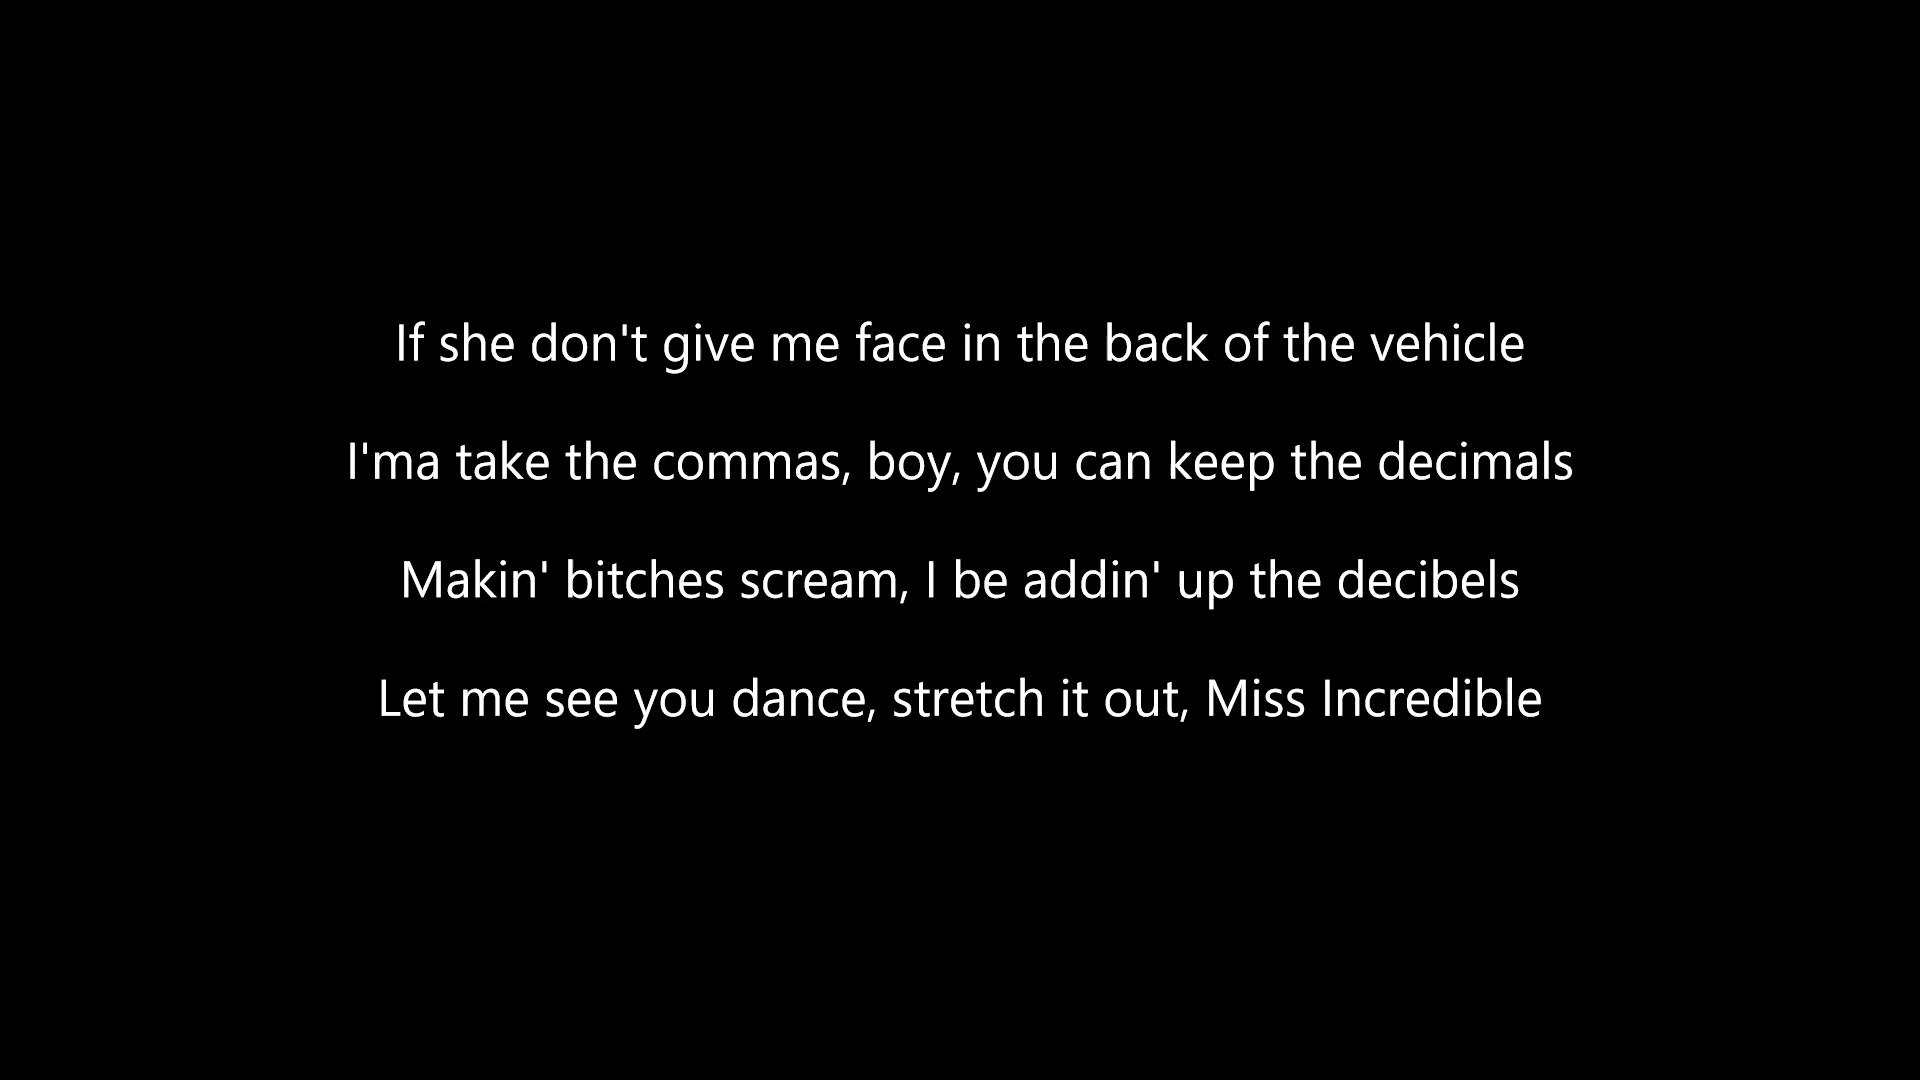 If she don't give me face in the back of the vehicle
I'ma take the commas, boy, you can keep the decimals
Makin' bitches scream, I be addin' up the decibels
Let me see you dance, stretch it out, Miss Incredible